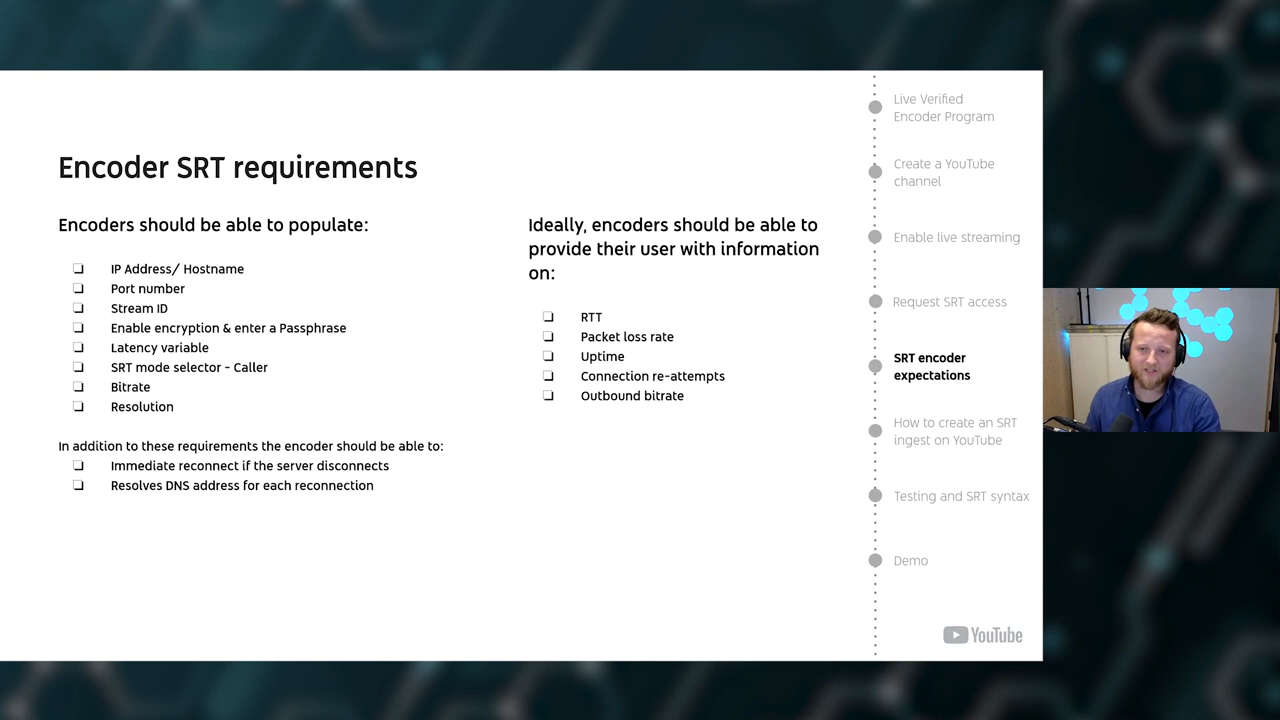 Encoder SRT requirements
Encoders should be able to populate:
IP Address/ Hostname
Port number
Stream ID
Enable encryption & enter a Passphrase
Latency variable
SRT mode selector - Caller
Bitrate
Resolution
In addition to these requirements the encoder should be able to:
Immediate reconnect if the server disconnects
Resolves DNS address for each reconnection
Ideally, encoders should be able to
provide their user with information
on:
RTT
Packet loss rate
Uptime
Connection re-attempts
Outbound bitrate
Live Verified
Encoder Program
Create a YouTube
channel
Enable live streaming
Request SRT access
SRT encoder
expectations
How to create an SRT
ingest on YouTube
Testing and SRT syntax
Demo
YouTube